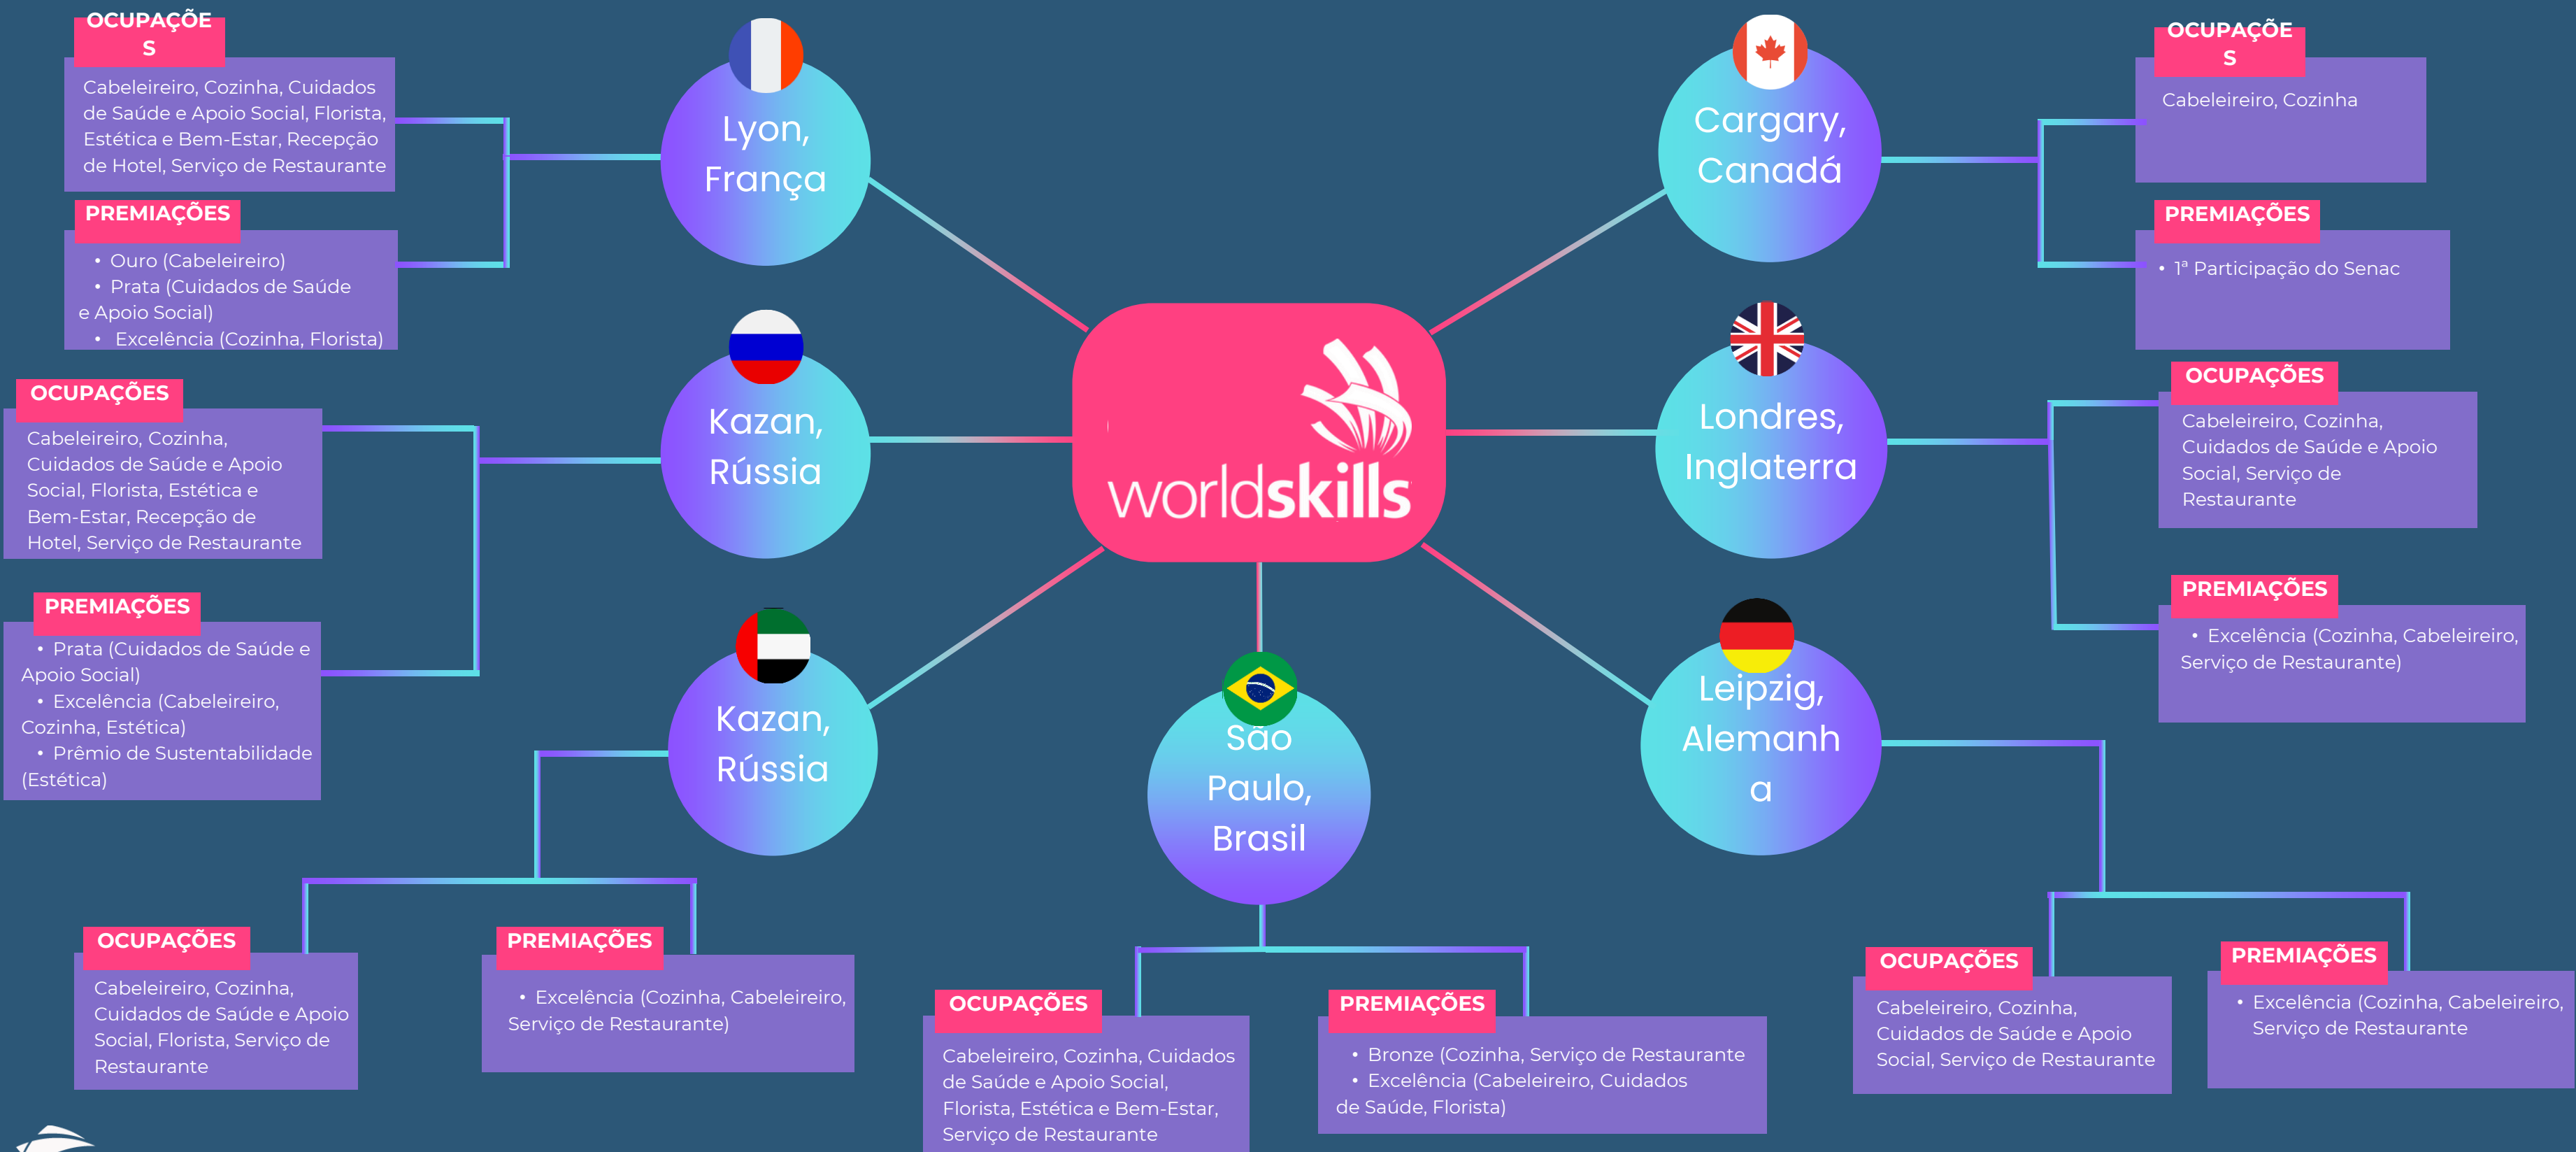 OCUPAÇÕE
S
Cabeleireiro, Cozinha, Cuidados
de Saúde e Apoio Social, Florista,
Estética e Bem-Estar, Recepção
de Hotel, Serviço de Restaurante
PREMIAÇÕES
• Ouro (Cabeleireiro)
• Prata (Cuidados de Saúde
e Apoio Social)
• Excelência (Cozinha, Florista)
Lyon,
França
OCUPAÇÕES
Cabeleireiro, Cozinha,
Cuidados de Saúde e Apoio
Social, Florista, Estética e
Bem-Estar, Recepção de
Hotel, Serviço de Restaurante
PREMIAÇÕES
• Prata (Cuidados de Saúde e
Apoio Social)
• Excelência (Cabeleireiro,
Cozinha, Estética)
• Prêmio de Sustentabilidade
(Estética)
Kazan,
Rússia
Kazan,
Rússia
OCUPAÇÕES
Cabeleireiro, Cozinha,
Cuidados de Saúde e Apoio
Social, Florista, Serviço de
Restaurante
PREMIAÇÕES
• Excelência (Cozinha, Cabeleireiro,
Serviço de Restaurante)
worldskills
São
Paulo,
Brasil
OCUPAÇÕES
Cabeleireiro, Cozinha, Cuidados
de Saúde e Apoio Social,
Florista, Estética e Bem-Estar,
Serviço de Restaurante
PREMIAÇÕES
• Bronze (Cozinha, Serviço de Restaurante
• Excelência (Cabeleireiro, Cuidados
de Saúde, Florista)
Cargary,
Canadá
OCUPAÇÕE
S
Cabeleireiro, Cozinha
PREMIAÇÕES
• 1ª Participação do Senac
Londres,
Inglaterra
OCUPAÇÕES
Cabeleireiro, Cozinha,
Cuidados de Saúde e Apoio
Social, Serviço de
Restaurante
PREMIAÇÕES
• Excelência (Cozinha, Cabeleireiro,
Serviço de Restaurante)
Leipzig,
Alemanh
a
OCUPAÇÕES
Cabeleireiro, Cozinha,
Cuidados de Saúde e Apoio
Social, Serviço de Restaurante
PREMIAÇÕES
• Excelência (Cozinha, Cabeleireiro,
Serviço de Restaurante